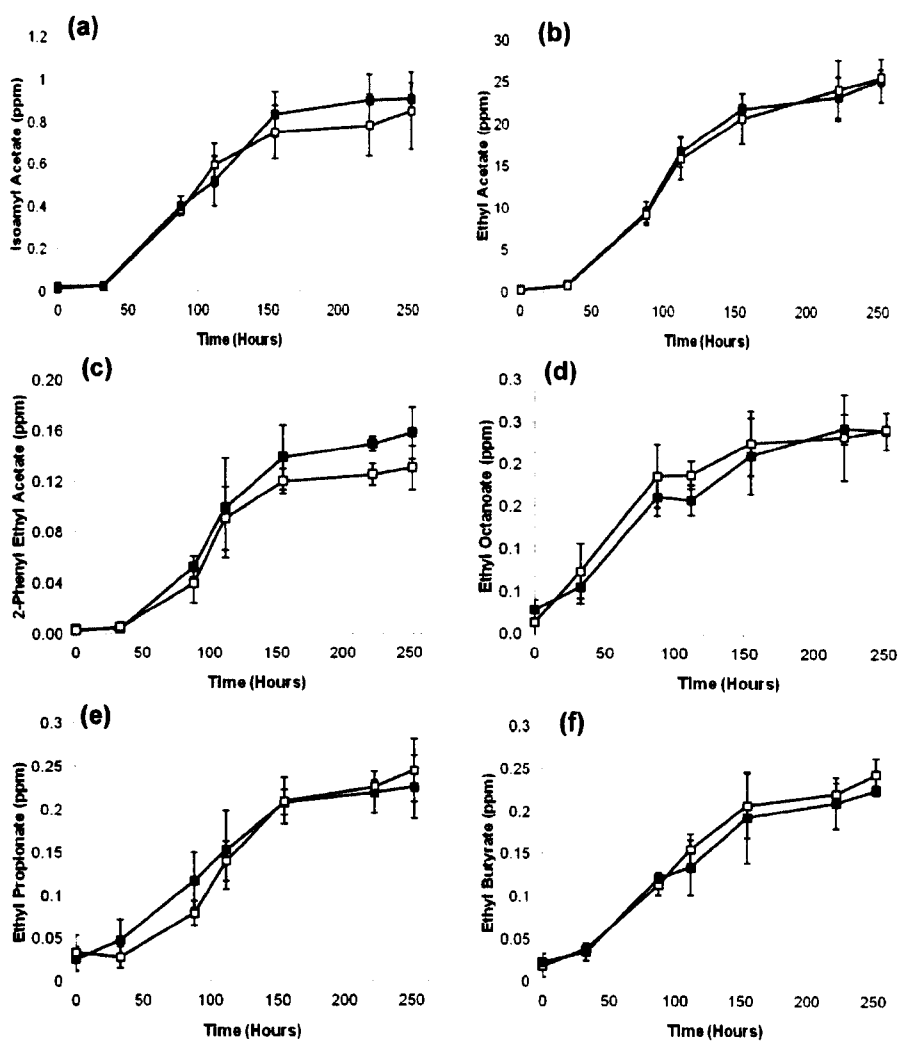 (a)
Isoamyl Acetate (ppm)
1.2
1
0.8
0.6
0.4
0.2
0
0 50 100 150 200 250
Time (Hours)
(b)
Ethyl Acetate (ppm)
30
25
20
15
10
5
0
0 50 100 150 200 250
Time (Hours)
(c)
2-Phenyl Ethyl Acetate (ppm)
0.20
0.16
0.12
0.08
0.04
0.00
0 50 100 150 200 250
Time (Hours)
(d)
Ethyl Octanoate (ppm)
0.3
0.3
0.2
0.2
0.1
0.1
0.0
0 50 100 150 200 250
Time (Hours)
(e)
Ethyl Propionate (ppm)
0.3
0.25
0.2
0.15
0.1
0.05
0
0 50 100 150 200 250
Time (Hours)
(f)
Ethyl Butyrate (ppm)
0.3
0.25
0.2
0.15
0.1
0.05
0
0 50 100 150 200 250
Time (Hours)